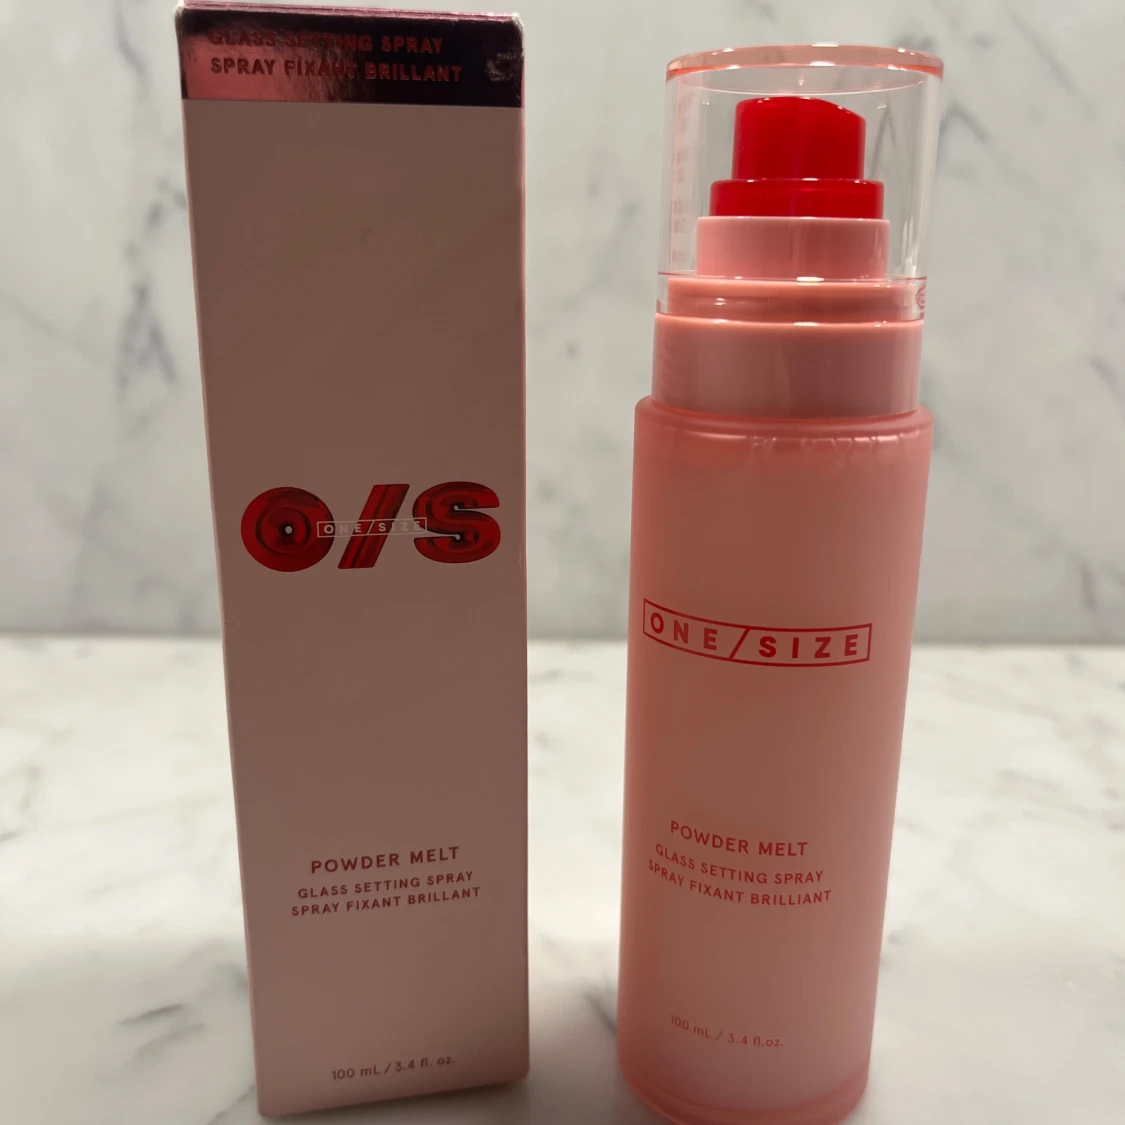 GLASS SETTING SPRAY
SPRAY FIXANT BRILLANT
O/S
ONE/SIZE
POWDER MELT
GLASS SETTING SPRAY
SPRAY FIXANT BRILLANT
100 mL / 3.4 fl. oz.
ONE/SIZE
POWDER MELT
GLASS SETTING SPRAY
SPRAY FIXANT BRILLIANT
100 mL / 3.4 fl.oz.